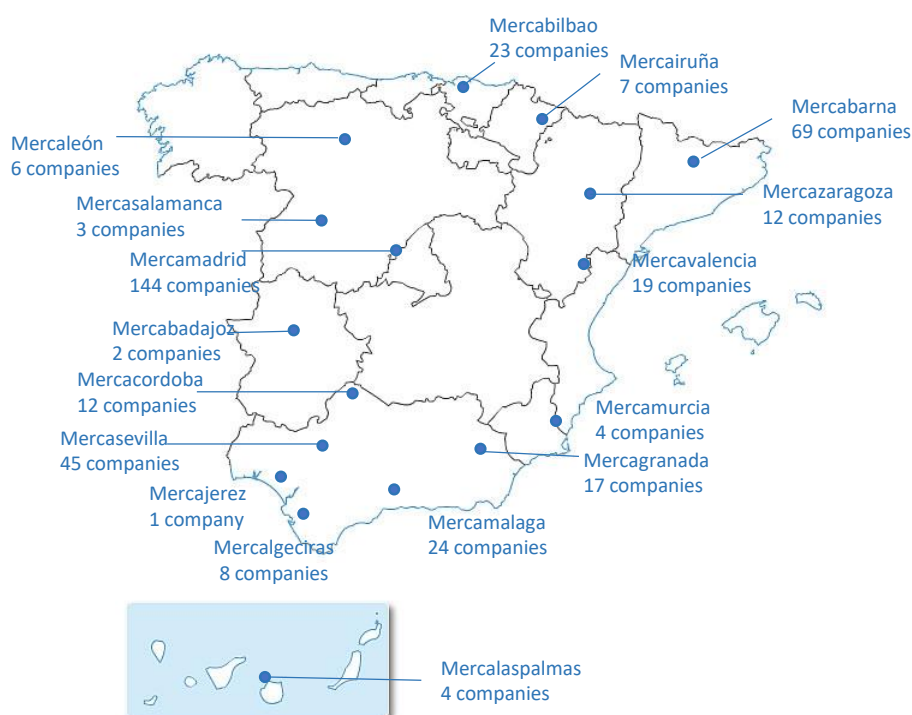 Mercabilbao
23 companies
Mercairuña
7 companies
Mercabarna
69 companies
Mercaleón
6 companies
Mercazaragoza
12 companies
Mercasalamanca
3 companies
Mercamadrid
144 companies
Mercavalencia
19 companies
Mercabadajoz
2 companies
Mercacordoba
12 companies
Mercamurcia
4 companies
Mercasevilla
45 companies
Mercagranada
17 companies
Mercajerez
1 company
Mercamalaga
24 companies
Mercalgeciras
8 companies
Mercalaspalmas
4 companies